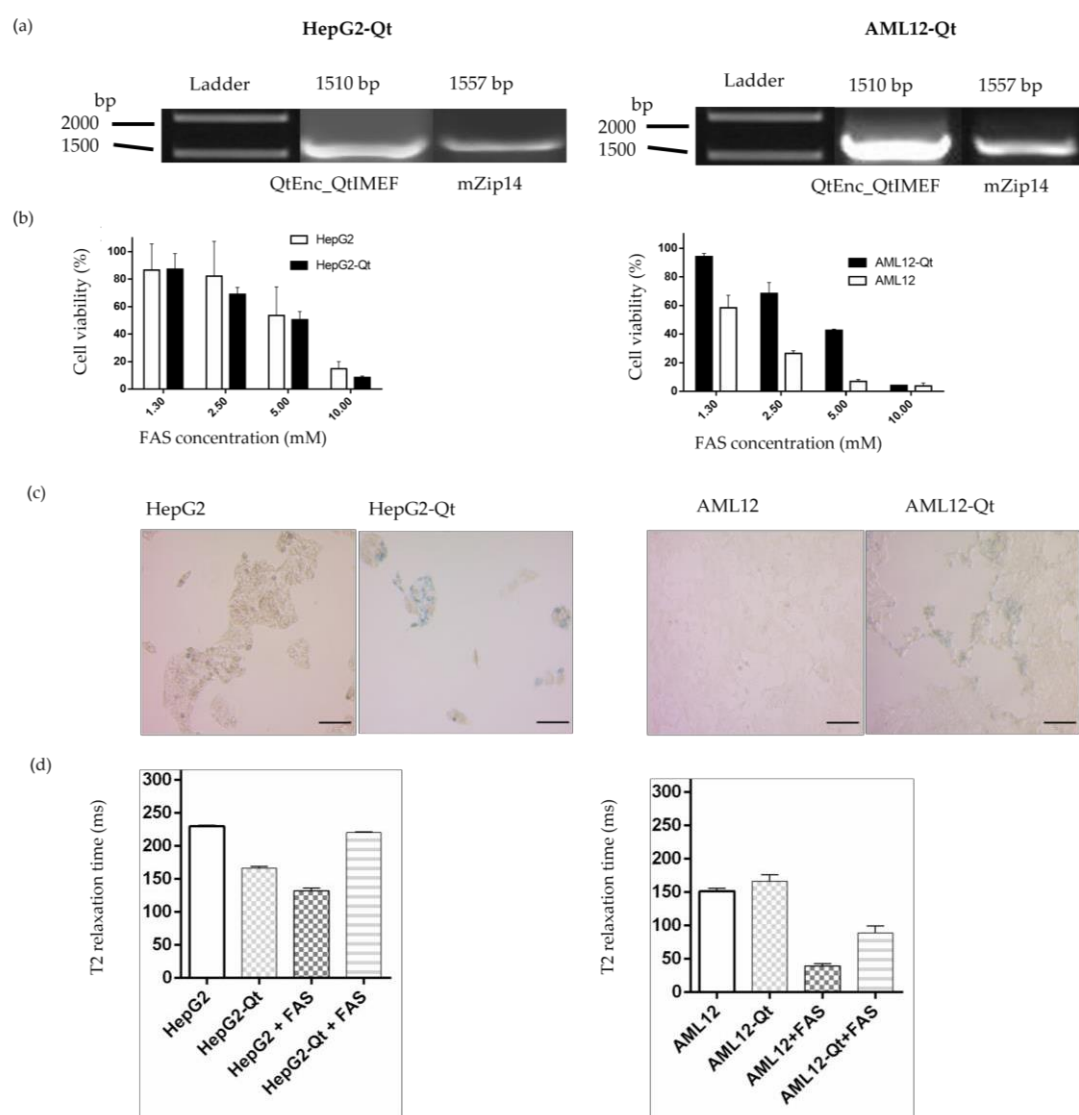 (a)
HepG2-Qt
AML12-Qt
Ladder 1510 bp 1557 bp
bp
2000
1500
QtEnc_QtIMEF mZip14
Ladder 1510 bp 1557 bp
bp
2000
1500
QtEnc_QtIMEF mZip14
(b)
Cell viability (%)
100
80
60
40
20
0
HepG2
HepG2-Qt
1.30 2.50 5.00 10.00
FAS concentration (mM)
Cell viability (%)
100
80
60
40
20
0
AML12-Qt
AML12
1.30 2.50 5.00 10.00
FAS concentration (mM)
(c)
HepG2 HepG2-Qt AML12 AML12-Qt
(d)
T2 relaxation time (ms)
300
250
200
150
100
50
0
HepG2
HepG2-Qt
HepG2 + FAS
HepG2-Qt + FAS
T2 relaxation time (ms)
300
250
200
150
100
50
0
AML12
AML12-Qt
AML12+FAS
AML12-Qt+FAS